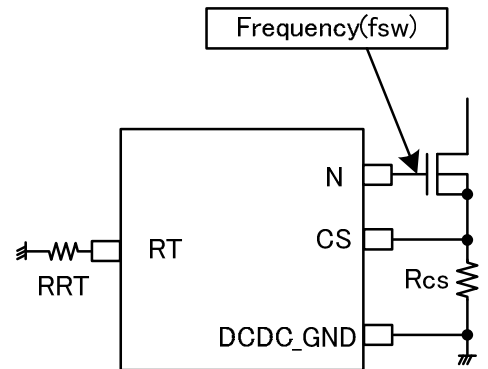 Frequency(fsw)
N
RT
CS
RRT
Rcs
DCDC_GND